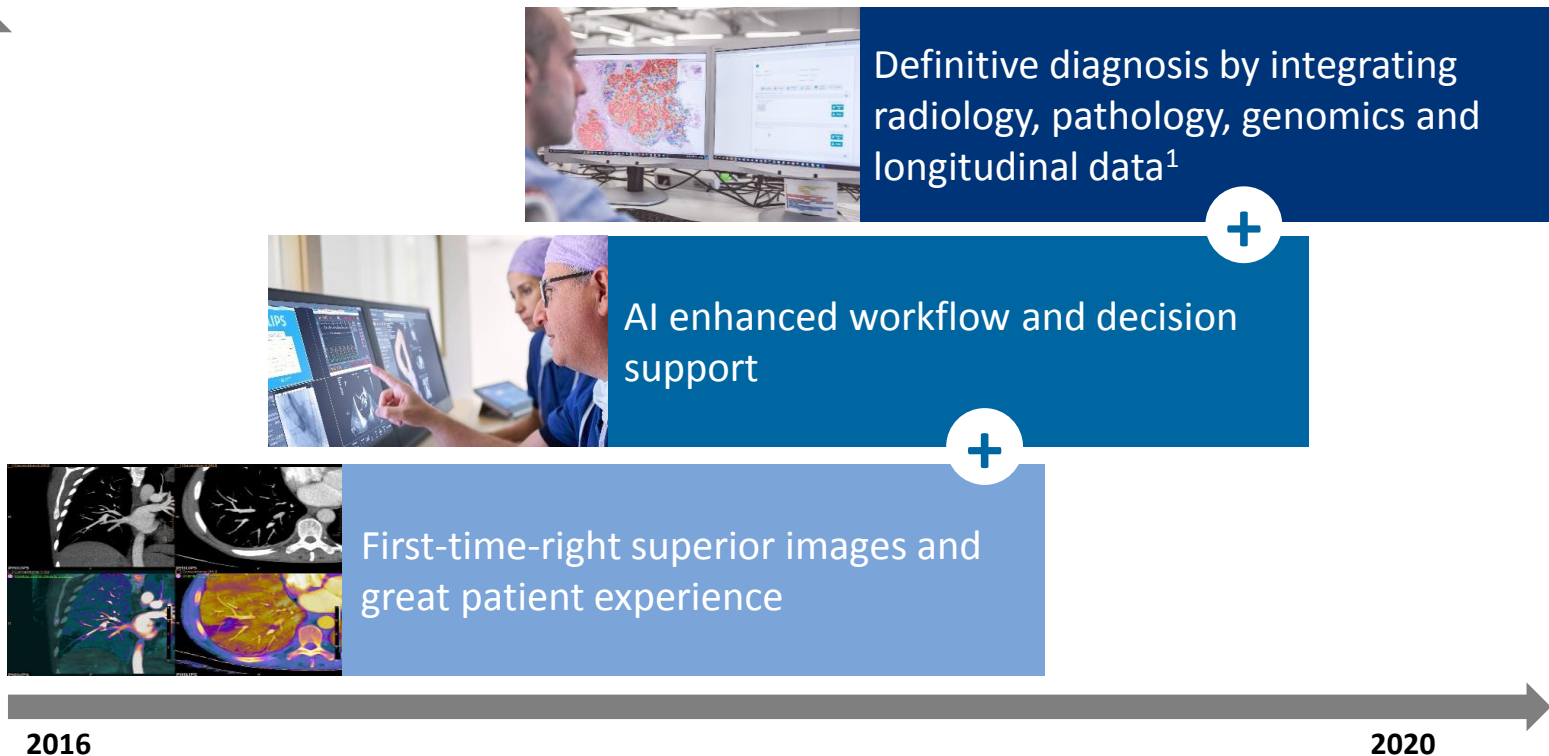 Definitive diagnosis by integrating
radiology, pathology, genomics and
longitudinal data¹
+
AI enhanced workflow and decision
support
+
First-time-right superior images and
great patient experience
2016
2020